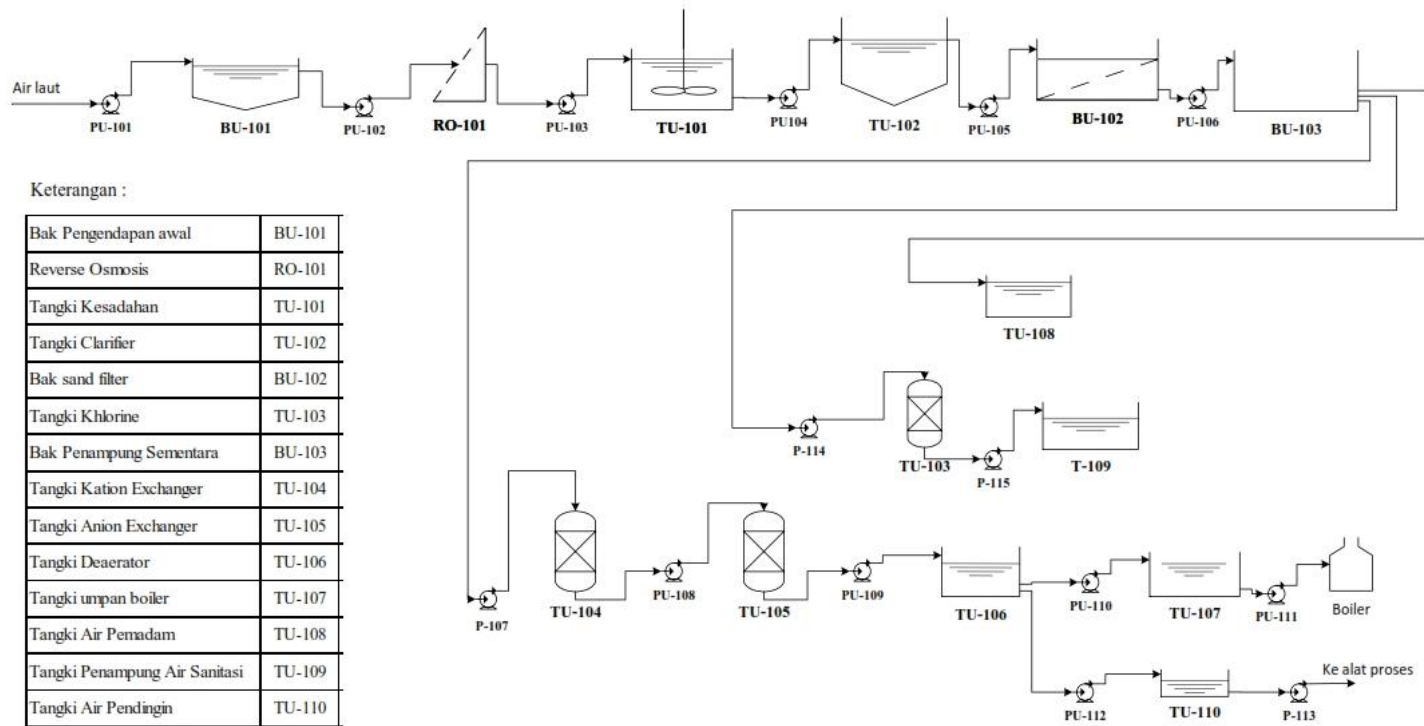 Air laut
PU-101
BU-101
PU-102
RO-101
PU-103
TU-101
PU104
TU-102
PU-105
BU-102
PU-106
BU-103
Keterangan :
Bak Pengendapan awal BU-101
Reverse Osmosis RO-101
Tangki Kesadahan TU-101
Tangki Clarifier TU-102
Bak sand filter BU-102
Tangki Khlorine TU-103
Bak Penampung Sementara BU-103
Tangki Kation Exchanger TU-104
Tangki Anion Exchanger TU-105
Tangki Deaerator TU-106
Tangki umpan boiler TU-107
Tangki Air Pemadam TU-108
Tangki Penampung Air Sanitasi TU-109
Tangki Air Pendingin TU-110
TU-108
P-114
TU-103
P-115
T-109
P-107
TU-104
PU-108
TU-105
PU-109
TU-106
PU-110
TU-107
PU-111
Boiler
PU-112
TU-110
P-113
Ke alat proses